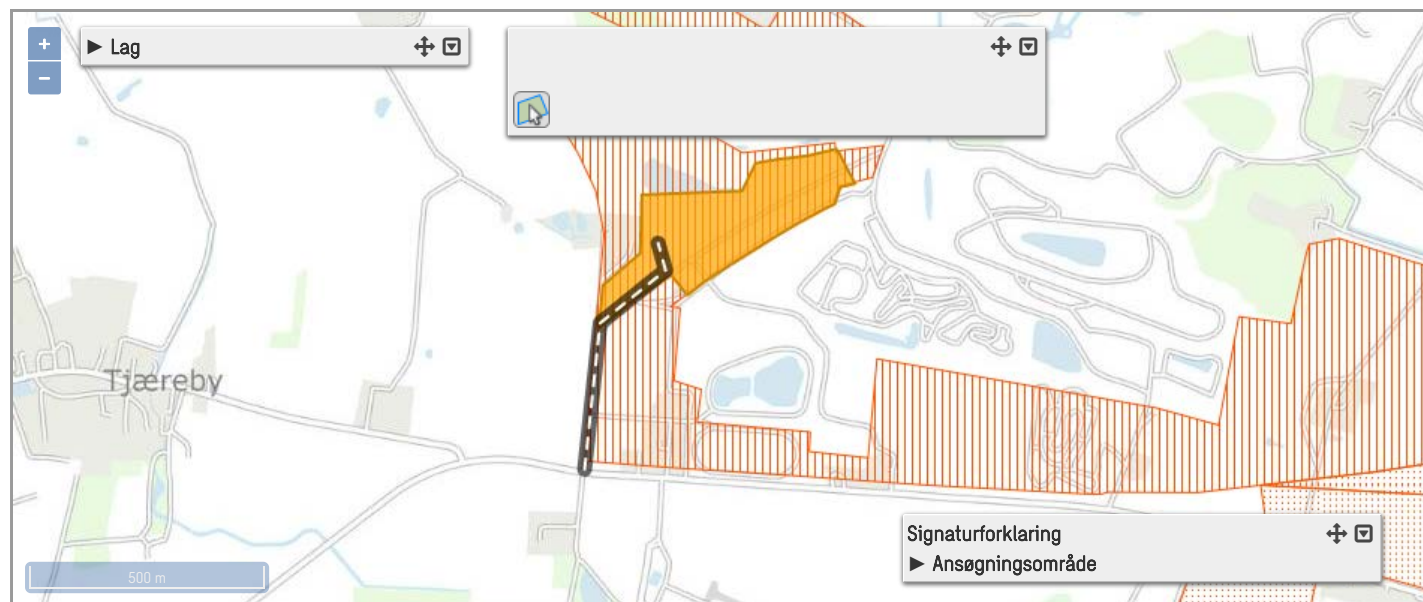 +
► Lag
−
Tjæreby
Signaturforklaring
► Ansøgningsområde
500 m